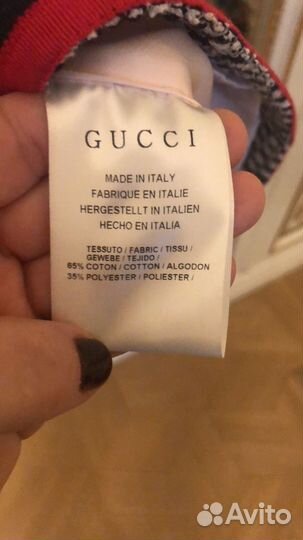 GUCCI
MADE IN ITALY
FABRIQUE EN ITALIE
HERGESTELLT IN ITALIEN
HECHO EN ITALIA
TESSUTO / FABRIC / TISSU /
GEWEBE / TEJIDO /
65% COTON / COTTON / ALGODON
35% POLYESTER / POLIESTER /
Avito